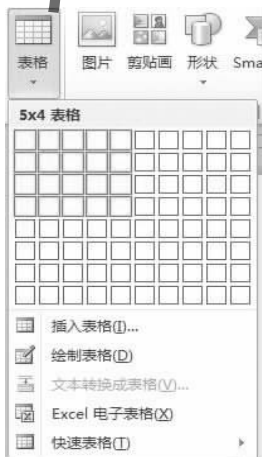 表格 图片 剪贴画 形状 Sma
5x4 表格
插入表格(I)...
绘制表格(D)
文本转换成表格(V)...
Excel 电子表格(X)
快速表格(T)